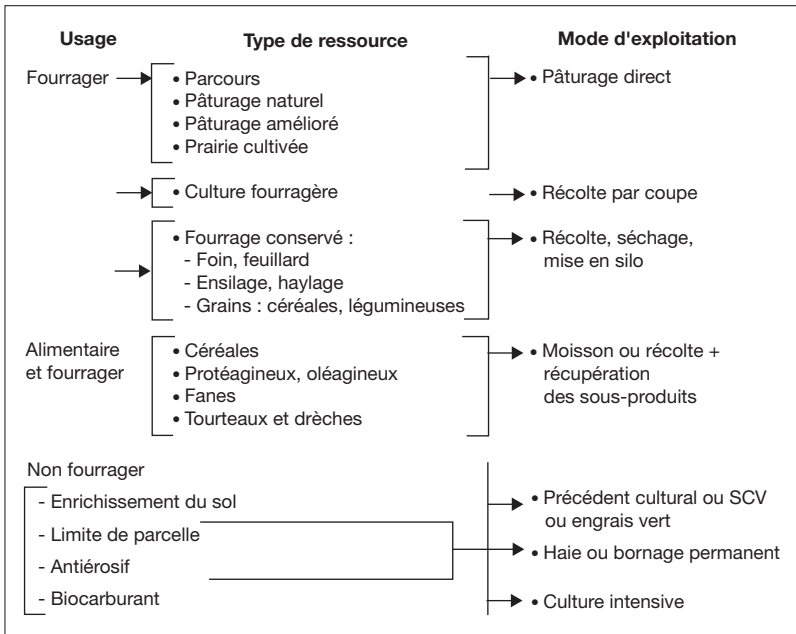 Usage Type de ressource Mode d'exploitation
Fourrager • Parcours • Pâturage direct
• Pâturage naturel
• Pâturage amélioré
• Prairie cultivée
• Culture fourragère • Récolte par coupe
• Fourrage conservé : • Récolte, séchage,
- Foin, feuillard mise en silo
- Ensilage, haylage
- Grains : céréales, légumineuses
Alimentaire • Céréales • Moisson ou récolte +
et fourrager • Protéagineux, oléagineux récupération
• Fanes des sous-produits
• Tourteaux et drèches
Non fourrager
- Enrichissement du sol • Précédent cultural ou SCV
ou engrais vert
- Limite de parcelle
• Haie ou bornage permanent
- Antiérosif
- Biocarburant • Culture intensive